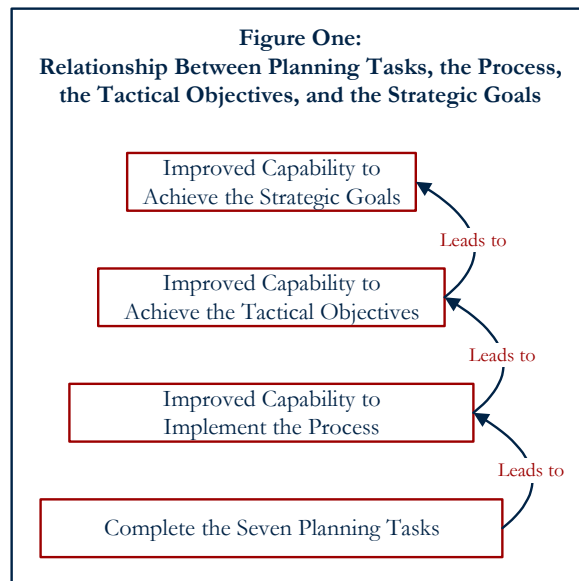 Figure One:
Relationship Between Planning Tasks, the Process,
the Tactical Objectives, and the Strategic Goals
Improved Capability to
Achieve the Strategic Goals
Leads to
Improved Capability to
Achieve the Tactical Objectives
Leads to
Improved Capability to
Implement the Process
Leads to
Complete the Seven Planning Tasks